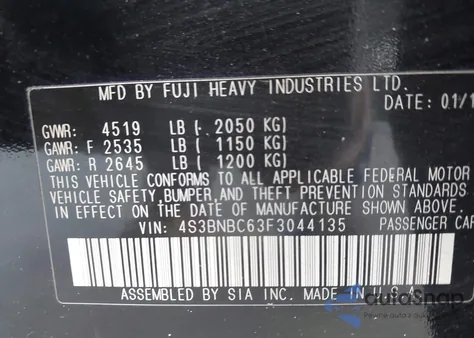 MFD BY FUJI HEAVY INDUSTRIES LTD.
DATE: 01/1
GVWR: 4519 LB (- 2050 KG)
GAWR: F 2535 LB ( 1150 KG)
GAWR: R 2645 LB ( 1200 KG)
THIS VEHICLE CONFORMS TO ALL APPLICABLE FEDERAL MOTOR
VEHICLE SAFETY, BUMPER, AND THEFT PREVENTION STANDARDS
IN EFFECT ON THE DATE OF MANUFACTURE SHOWN ABOVE.
VIN: 4S3BNBC63F3044135 PASSENGER CAR
ASSEMBLED BY SIA INC. MADE IN U.S.A.
autoSnap